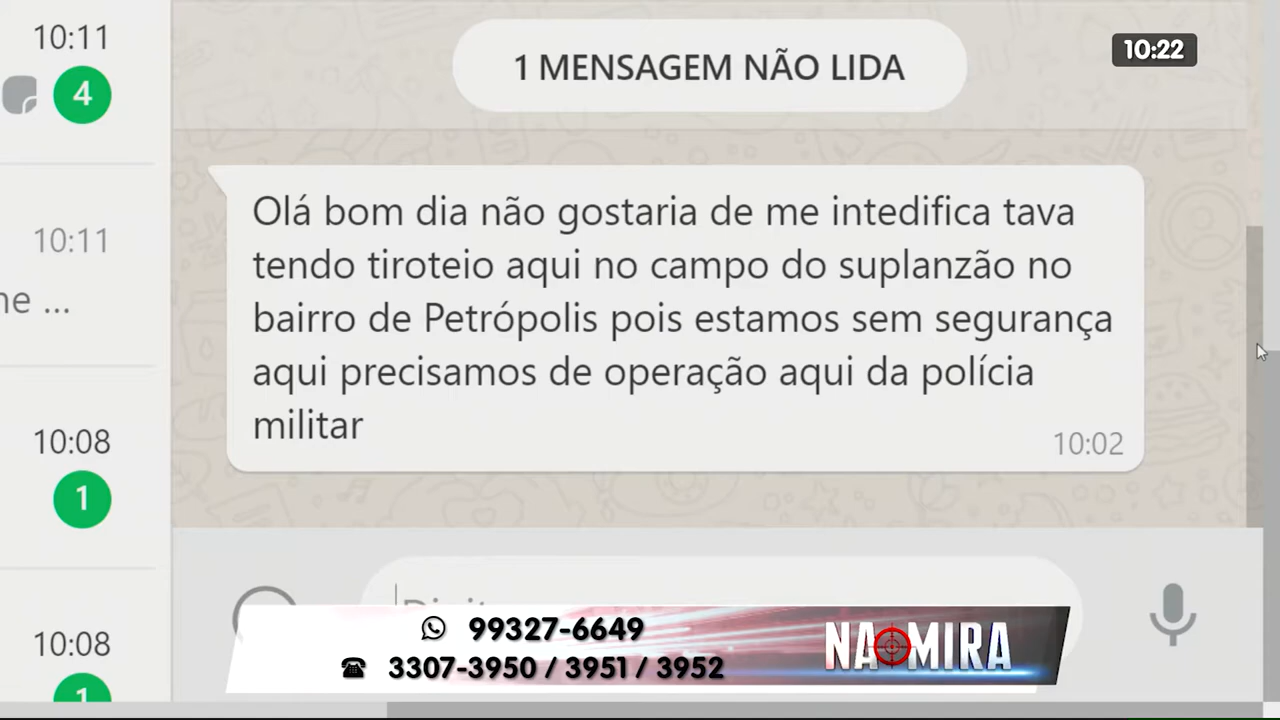 10:11
4
10:11
ne ...
10:08
1
10:08
1
1 MENSAGEM NÃO LIDA
10:22
Olá bom dia não gostaria de me intedifica tava
tendo tiroteio aqui no campo do suplanzão no
bairro de Petrópolis pois estamos sem segurança
aqui precisamos de operação aqui da polícia
militar
10:02
99327-6649
3307-3950 / 3951 / 3952
NA MIRA